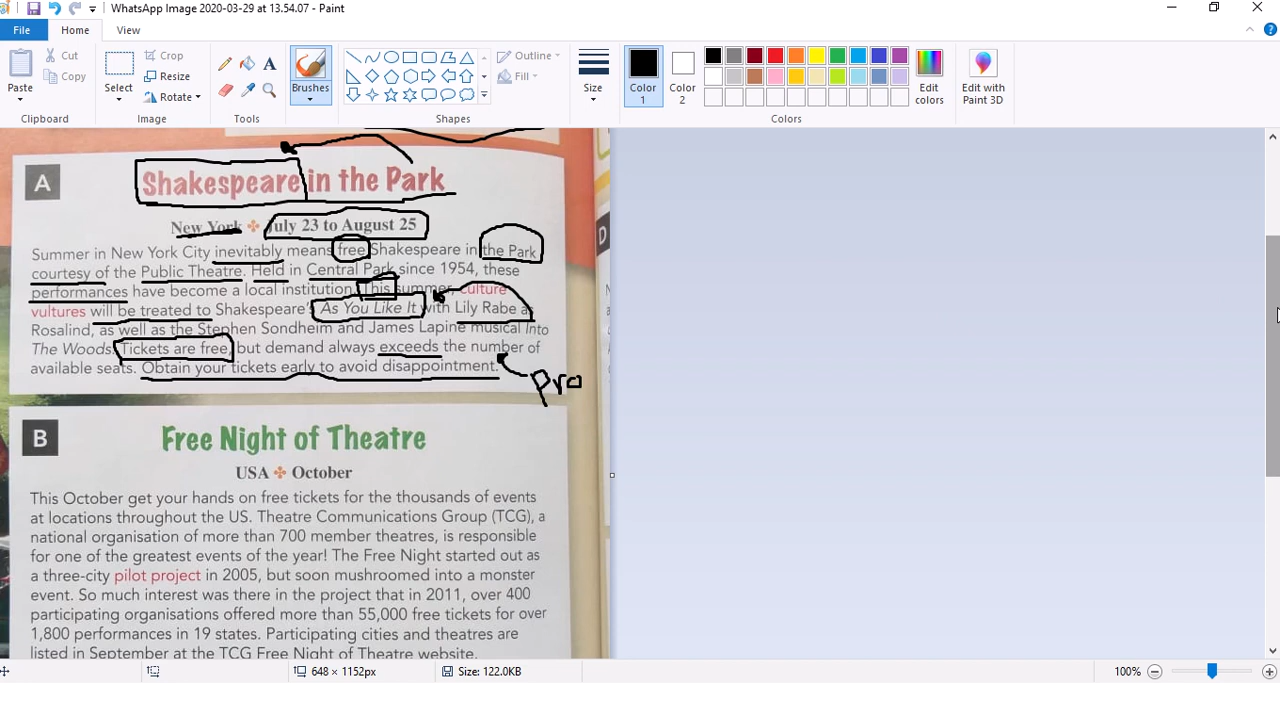 WhatsApp Image 2020-03-29 at 13.54.07 - Paint
File Home View
Paste
Cut
Copy
Clipboard
Select
Crop
Resize
Rotate
Image
Tools
Brushes
Shapes
Outline
Fill
Size
Color 1
Color 2
Edit colors
Edit with Paint 3D
Colors
A
Shakespeare in the Park
New York July 23 to August 25
Summer in New York City inevitably means free Shakespeare in the Park
courtesy of the Public Theatre. Held in Central Park since 1954, these
performances have become a local institution. This summer, culture
vultures will be treated to Shakespeare's As You Like It with Lily Rabe as
Rosalind, as well as the Stephen Sondheim and James Lapine musical Into
The Woods. Tickets are free, but demand always exceeds the number of
available seats. Obtain your tickets early to avoid disappointment.
Pro
D
B
Free Night of Theatre
USA October
This October get your hands on free tickets for the thousands of events
at locations throughout the US. Theatre Communications Group (TCG), a
national organisation of more than 700 member theatres, is responsible
for one of the greatest events of the year! The Free Night started out as
a three-city pilot project in 2005, but soon mushroomed into a monster
event. So much interest was there in the project that in 2011, over 400
participating organisations offered more than 55,000 free tickets for over
1,800 performances in 19 states. Participating cities and theatres are
listed in September at the TCG Free Night of Theatre website.
648 × 1152px Size: 122.0KB 100%